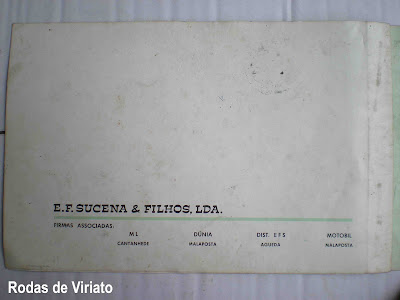 E.F. SUCENA & FILHOS, LDA.
FIRMAS ASSOCIADAS:
M L DÚNIA DIST. E F S MOTOBIL
CANTANHEDE MALAPOSTA AGUEDA MALAPOSTA
Rodas de Viriato